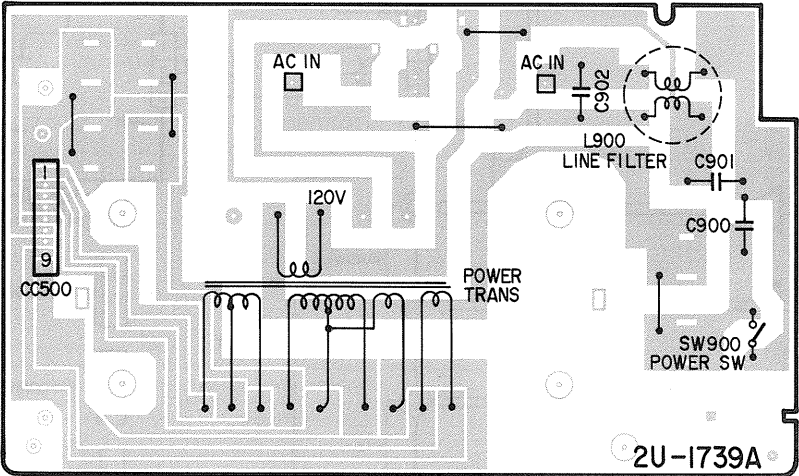 AC IN
AC IN
C902
L900
LINE FILTER
C901
1
120V
C900
9
CC500
POWER
TRANS
SW900
POWER SW
2U-1739A